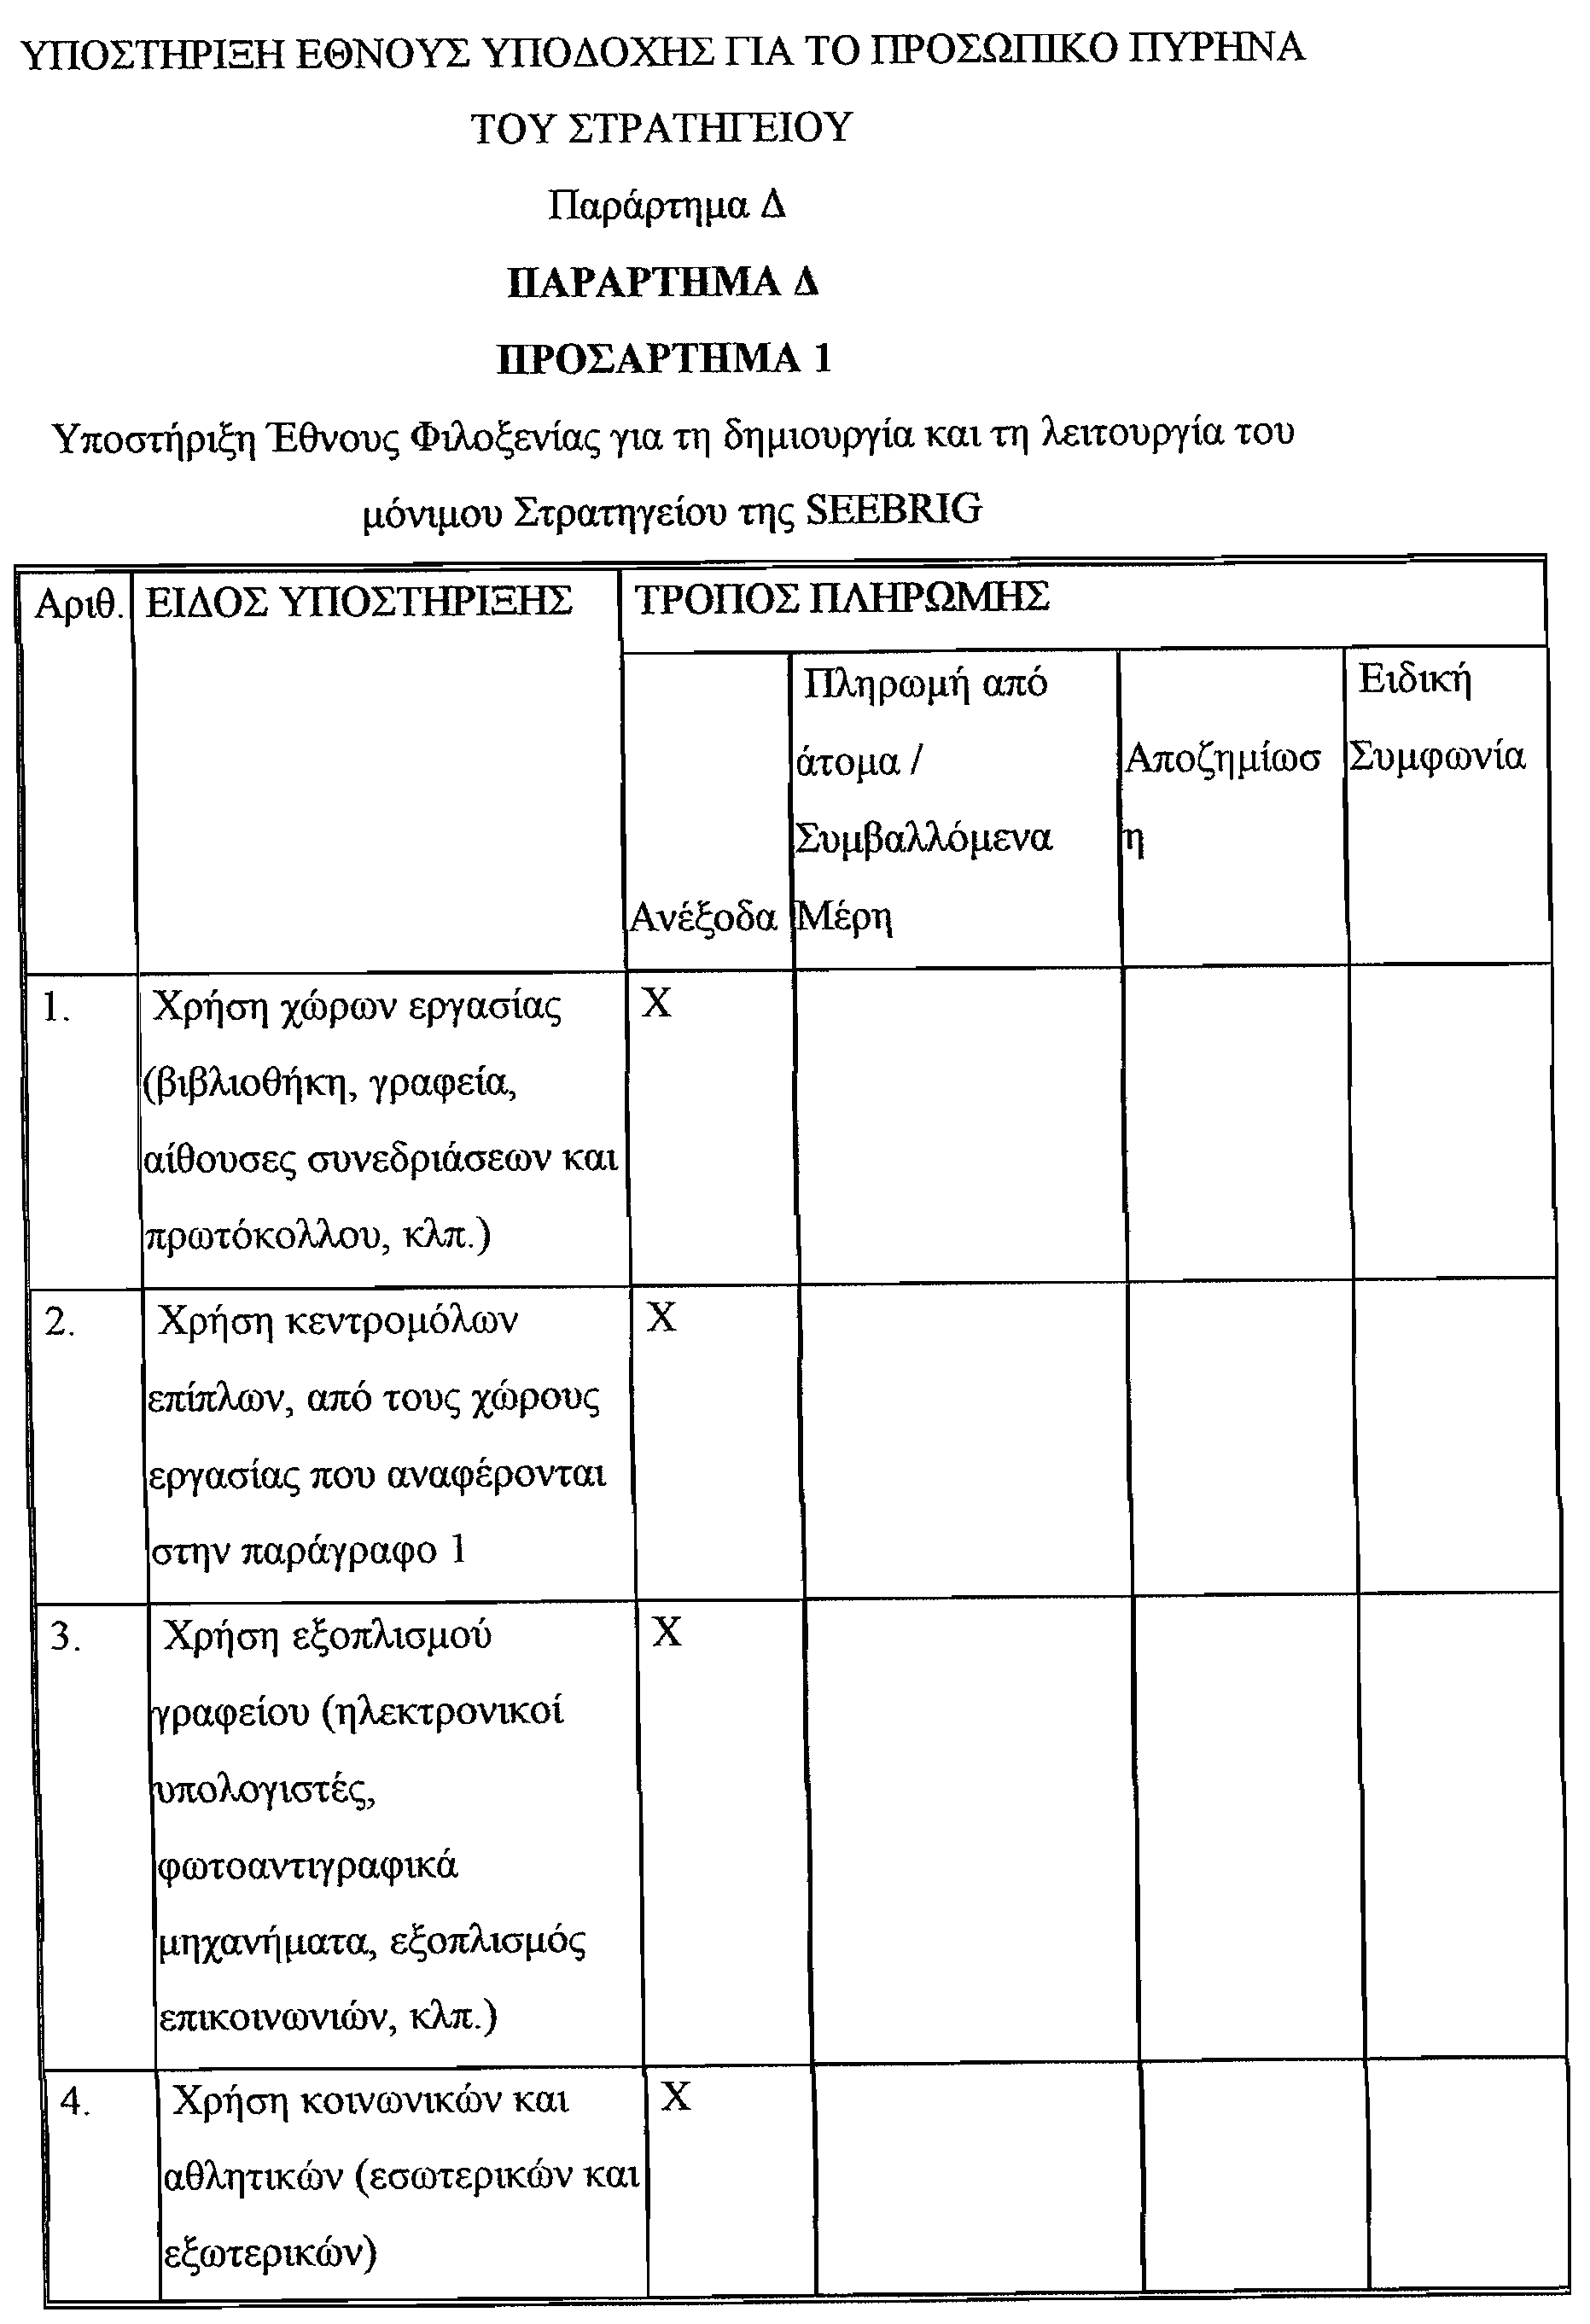 ΥΠΟΣΤΗΡΙΞΗ ΕΘΝΟΥΣ ΥΠΟΔΟΧΗΣ ΓΙΑ ΤΟ ΠΡΟΣΩΠΙΚΟ ΠΥΡΗΝΑ
ΤΟΥ ΣΤΡΑΤΗΓΕΙΟΥ
Παράρτημα Δ
ΠΑΡΑΡΤΗΜΑ Δ
ΠΡΟΣΑΡΤΗΜΑ 1
Υποστήριξη Έθνους Φιλοξενίας για τη δημιουργία και τη λειτουργία του
μόνιμου Στρατηγείου της SEEBRIG
Αριθ. ΕΙΔΟΣ ΥΠΟΣΤΗΡΙΞΗΣ ΤΡΟΠΟΣ ΠΛΗΡΩΜΗΣ
Ανέξοδα
Πληρωμή από
άτομα /
Συμβαλλόμενα
Μέρη
Αποζημίωσ
η
Ειδική
Συμφωνία
1. Χρήση χώρων εργασίας Χ
(βιβλιοθήκη, γραφεία,
αίθουσες συνεδριάσεων και
πρωτόκολλου, κλπ.)
2. Χρήση κεντρομόλων Χ
επίπλων, από τους χώρους
εργασίας που αναφέρονται
στην παράγραφο 1
3. Χρήση εξοπλισμού Χ
γραφείου (ηλεκτρονικοί
υπολογιστές,
φωτοαντιγραφικά
μηχανήματα, εξοπλισμός
επικοινωνιών, κλπ.)
4. Χρήση κοινωνικών και Χ
αθλητικών (εσωτερικών και
εξωτερικών)